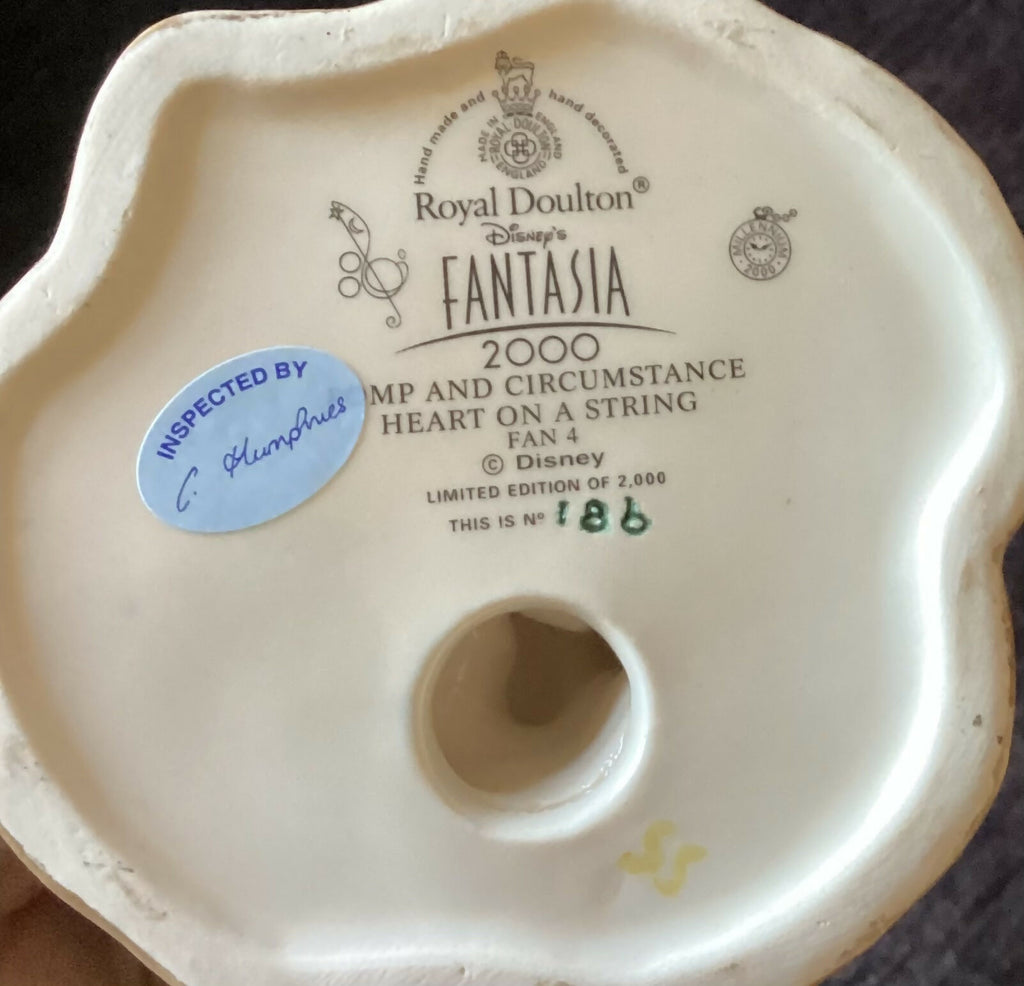 Hand made and hand decorated
MADE IN ENGLAND
ROYAL DOULTON
ENGLAND
Royal Doulton®
Disney's
FANTASIA
2000
MILLENNIUM
2000
INSPECTED BY
C. Humphries
MP AND CIRCUMSTANCE
HEART ON A STRING
FAN 4
© Disney
LIMITED EDITION OF 2,000
THIS IS Nº 186
SS